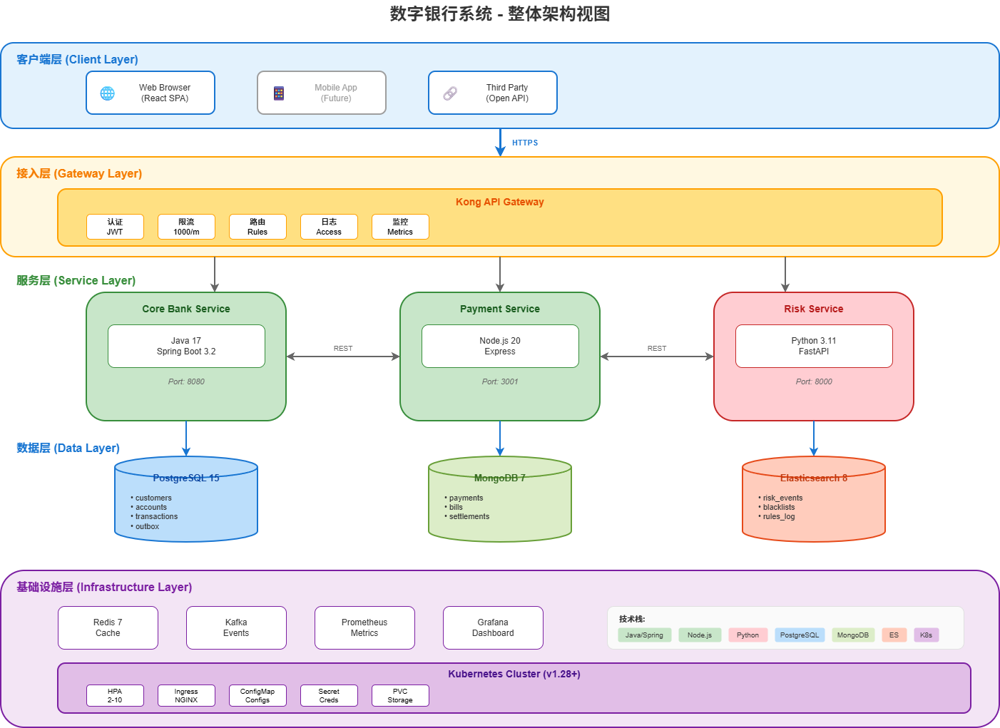 数字银行系统 - 整体架构视图
客户端层 (Client Layer)
Web Browser
(React SPA)
Mobile App
(Future)
Third Party
(Open API)
HTTPS
接入层 (Gateway Layer)
Kong API Gateway
认证
JWT
限流
1000/m
路由
Rules
日志
Access
监控
Metrics
服务层 (Service Layer)
Core Bank Service
Java 17
Spring Boot 3.2
Port: 8080
REST
Payment Service
Node.js 20
Express
Port: 3001
REST
Risk Service
Python 3.11
FastAPI
Port: 8000
数据层 (Data Layer)
PostgreSQL 15
• customers
• accounts
• transactions
• outbox
MongoDB 7
• payments
• bills
• settlements
Elasticsearch 8
• risk_events
• blacklists
• rules_log
基础设施层 (Infrastructure Layer)
Redis 7
Cache
Kafka
Events
Prometheus
Metrics
Grafana
Dashboard
技术栈:
Java/Spring
Node.js
Python
PostgreSQL
MongoDB
ES
K8s
Kubernetes Cluster (v1.28+)
HPA
2-10
Ingress
NGINX
ConfigMap
Configs
Secret
Creds
PVC
Storage